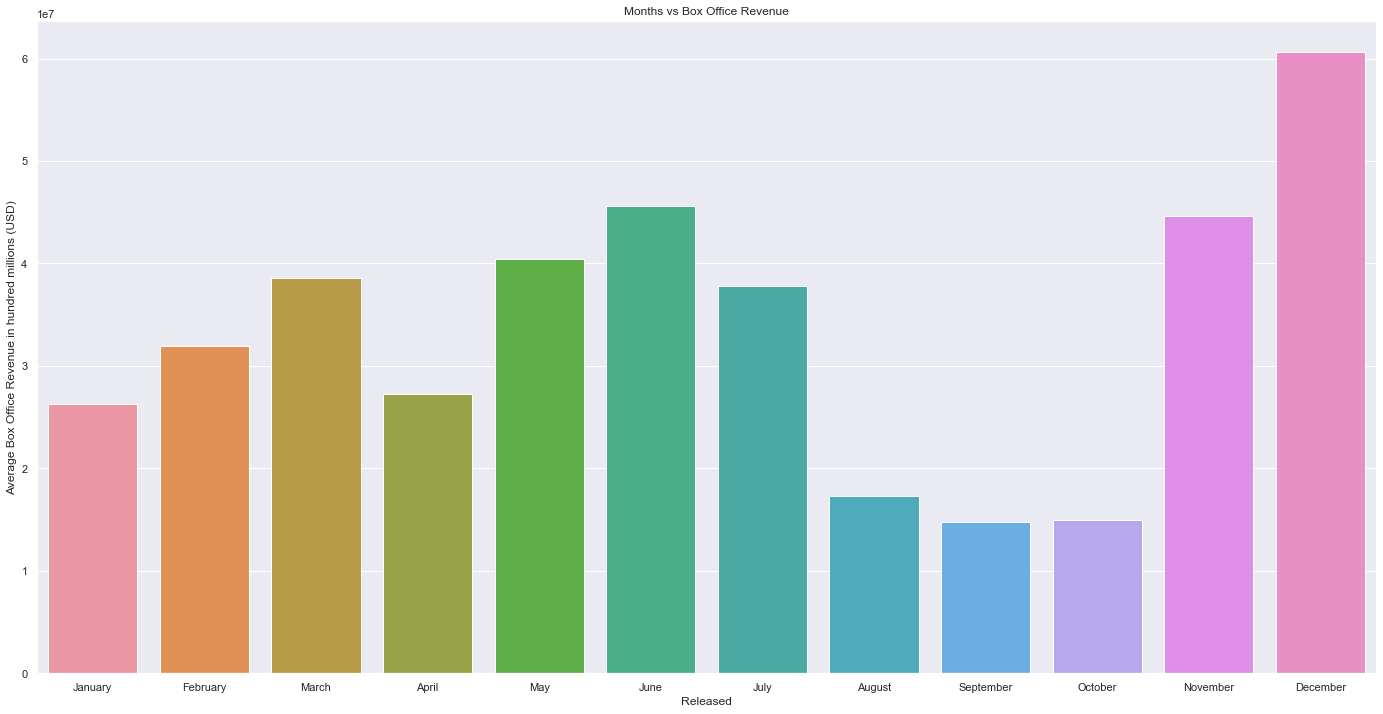 Months vs Box Office Revenue
1e7
6
5
4
3
2
1
0
Average Box Office Revenue in hundred millions (USD)
January February March April May June July August September October November December
Released